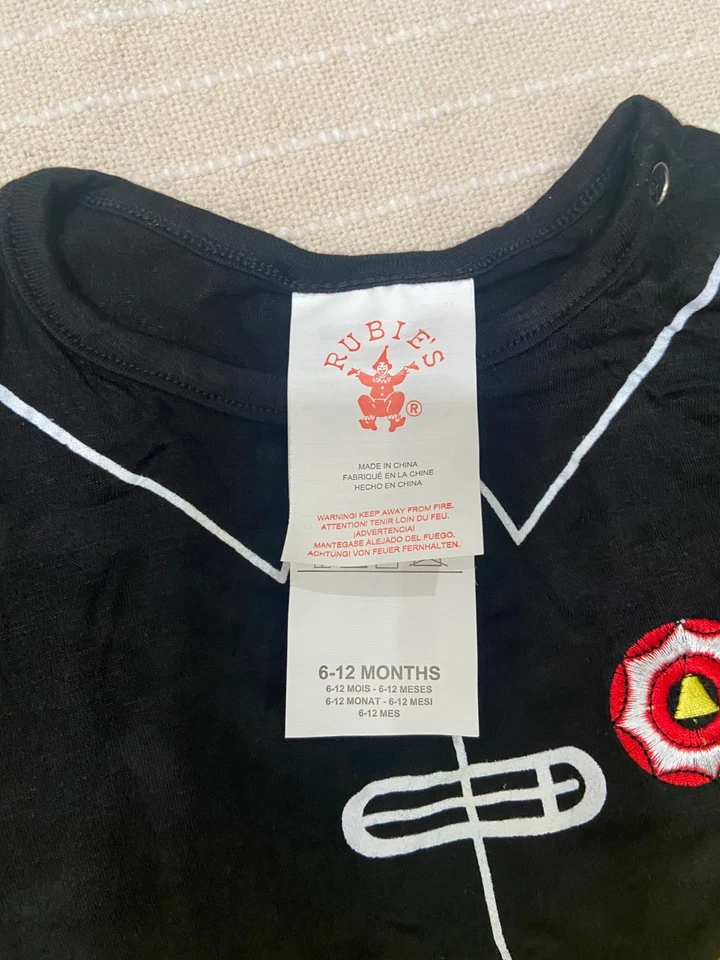 RUBIE'S
®
MADE IN CHINA
FABRIQUÉ EN LA CHINE
HECHO EN CHINA
WARNING! KEEP AWAY FROM FIRE.
ATTENTION! TENIR LOIN DU FEU.
¡ADVERTENCIA!
MANTEGASE ALEJADO DEL FUEGO.
ACHTUNG! VON FEUER FERNHALTEN.
6-12 MONTHS
6-12 MOIS - 6-12 MESES
6-12 MONAT - 6-12 MESI
6-12 MES